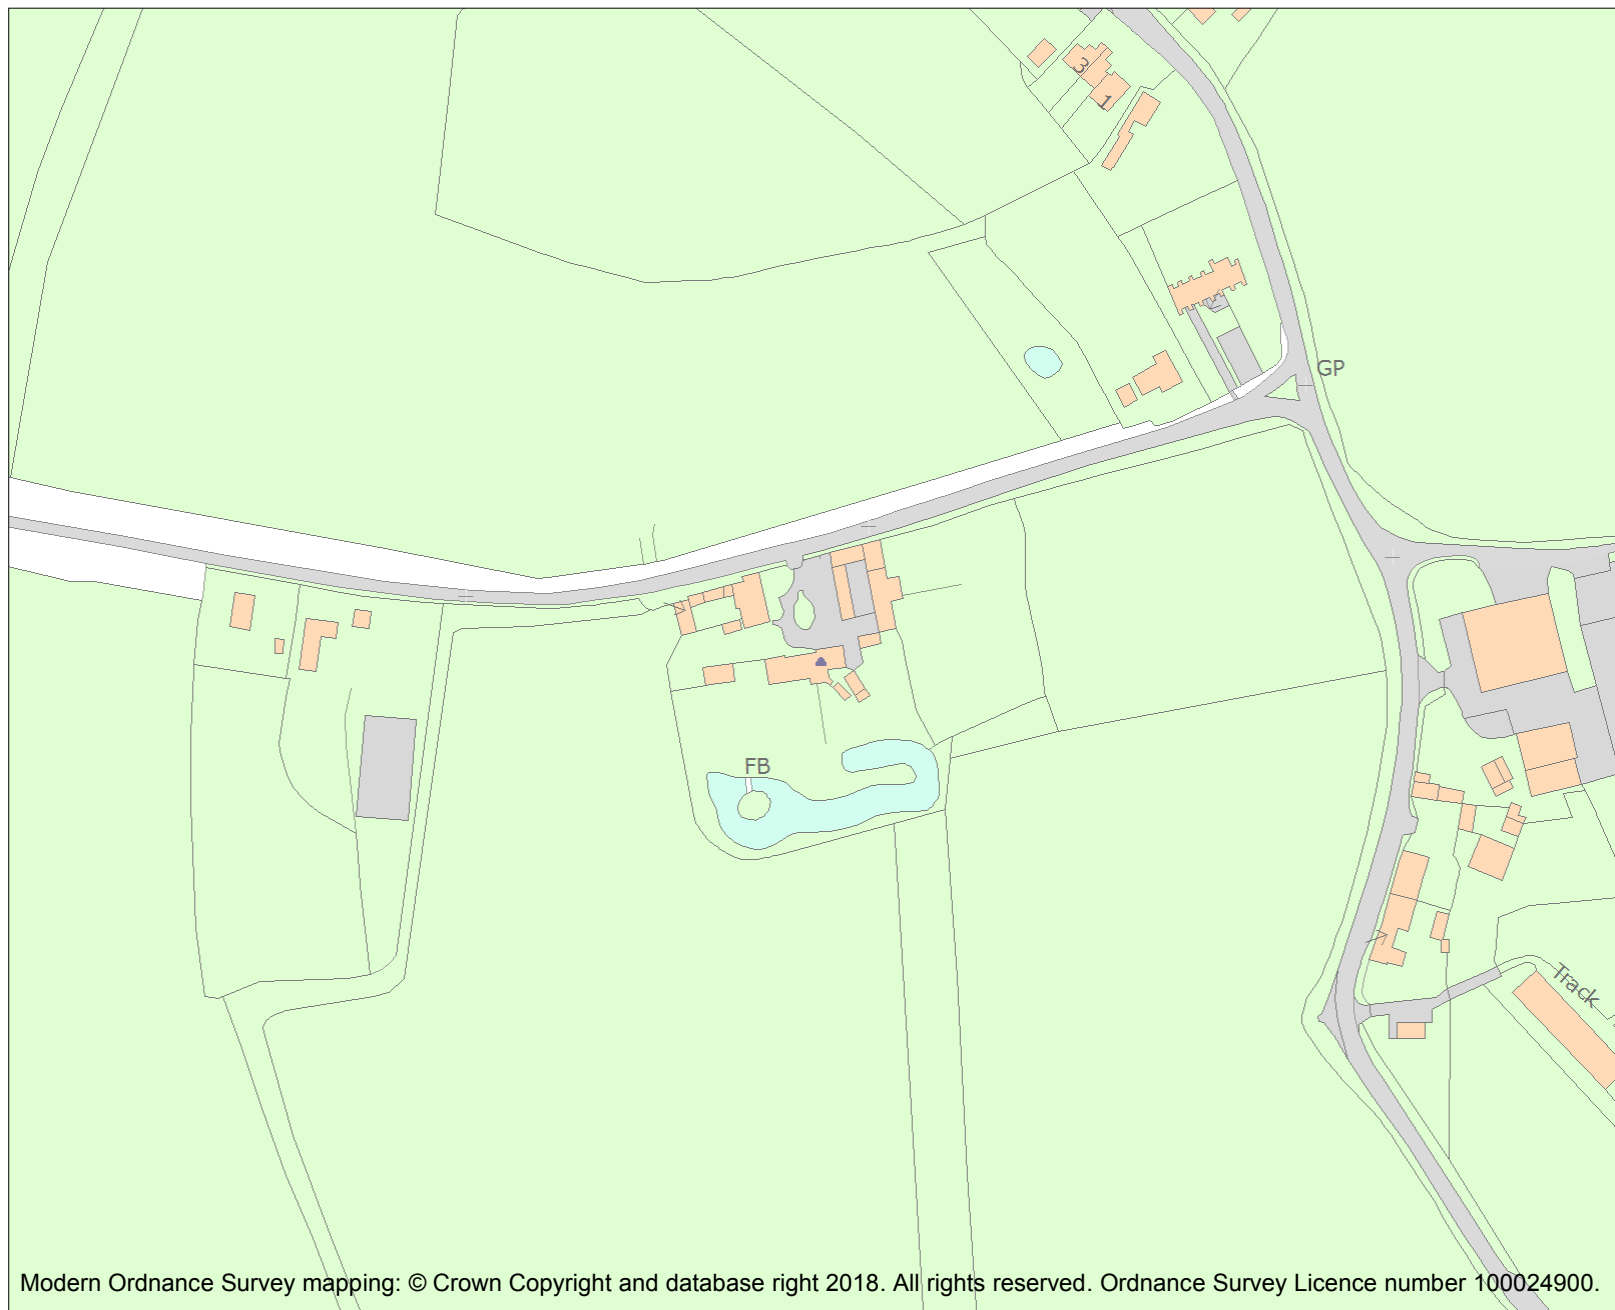 3
1
GP
FB
Track
Modern Ordnance Survey mapping: © Crown Copyright and database right 2018. All rights reserved. Ordnance Survey Licence number 100024900.